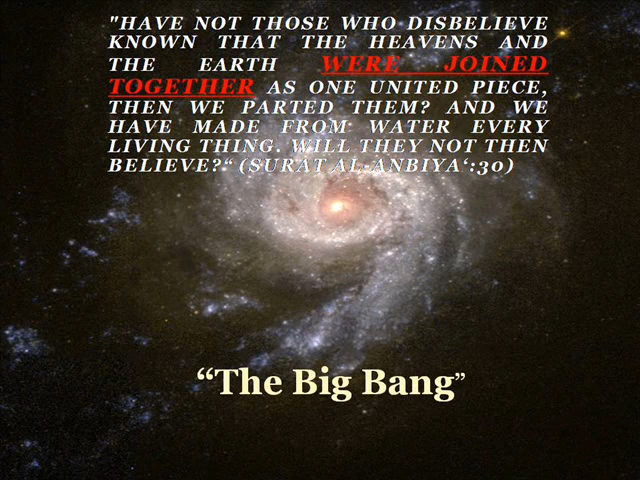 "HAVE NOT THOSE WHO DISBELIEVE
KNOWN THAT THE HEAVENS AND
THE EARTH WERE JOINED
TOGETHER AS ONE UNITED PIECE,
THEN WE PARTED THEM? AND WE
HAVE MADE FROM WATER EVERY
LIVING THING. WILL THEY NOT THEN
BELIEVE?“ (SURAT AL-ANBIYA‘:30)
“The Big Bang”